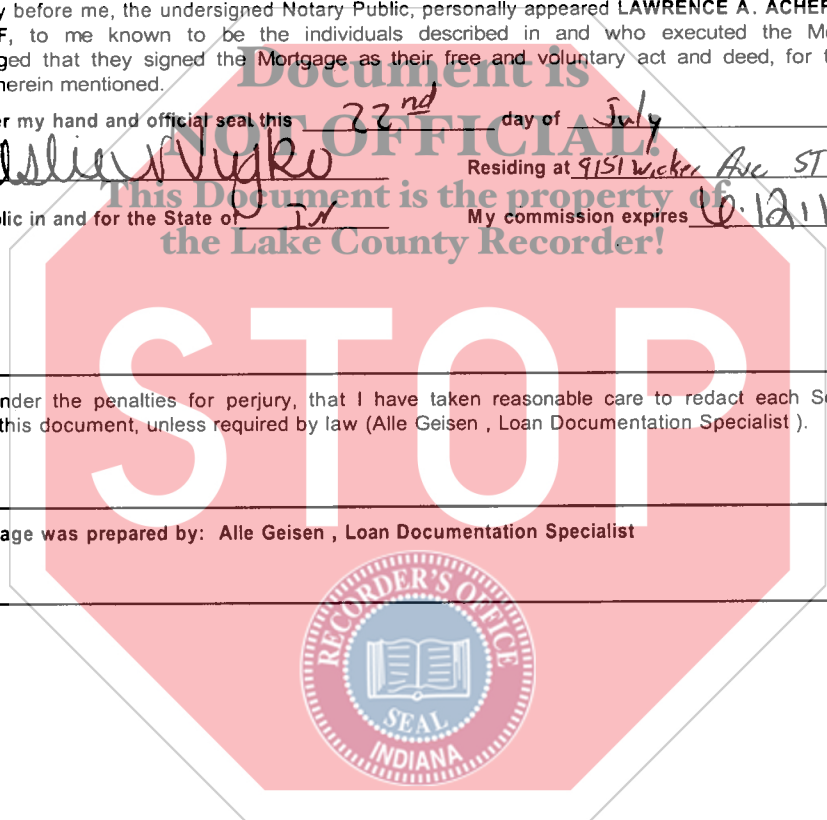 y before me, the undersigned Notary Public, personally appeared LAWRENCE A. ACHER
F, to me known to be the individuals described in and who executed the Mo
ged that they signed the Mortgage as their free and voluntary act and deed, for t
herein mentioned.
Document is
NOT OFFICIAL!
This Document is the property of
the Lake County Recorder!
er my hand and official seal this 22nd day of July
Residing at 9151 Wicker Ave ST
lic in and for the State of IN My commission expires
STOP
nder the penalties for perjury, that I have taken reasonable care to redact each So
this document, unless required by law (Alle Geisen , Loan Documentation Specialist ).
age was prepared by: Alle Geisen , Loan Documentation Specialist
RECORDER'S OFFICE
SEAL
INDIANA